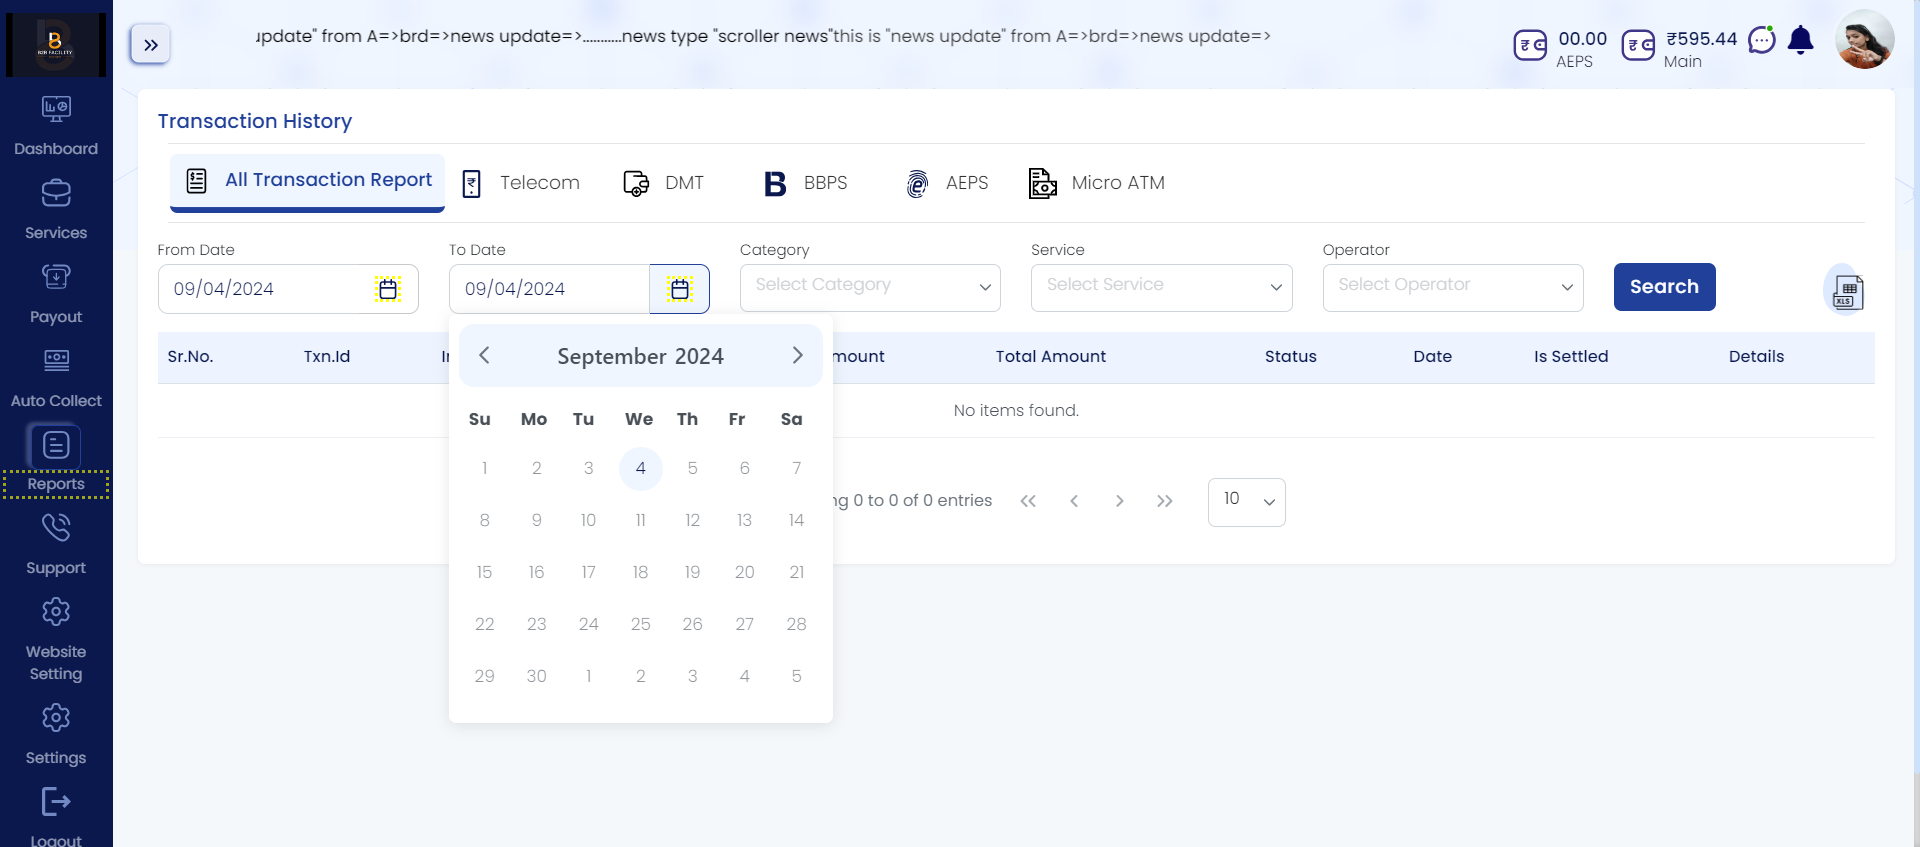 update" from A=>brd=>news update=>...........news type "scroller news"this is "news update" from A=>brd=>news update=>
00.00
AEPS
₹595.44
Main
B2B FACILITY
Dashboard
Services
Payout
Auto Collect
Reports
Support
Website
Setting
Settings
Logout
Transaction History
All Transaction Report
Telecom
DMT
BBPS
AEPS
Micro ATM
From Date
To Date
Category
Service
Operator
09/04/2024
09/04/2024
Select Category
Select Service
Select Operator
Search
XLS
Sr.No.
Txn.Id
mount
Total Amount
Status
Date
Is Settled
Details
No items found.
ng 0 to 0 of 0 entries
10
September 2024
Su Mo Tu We Th Fr Sa
1 2 3 4 5 6 7
8 9 10 11 12 13 14
15 16 17 18 19 20 21
22 23 24 25 26 27 28
29 30 1 2 3 4 5